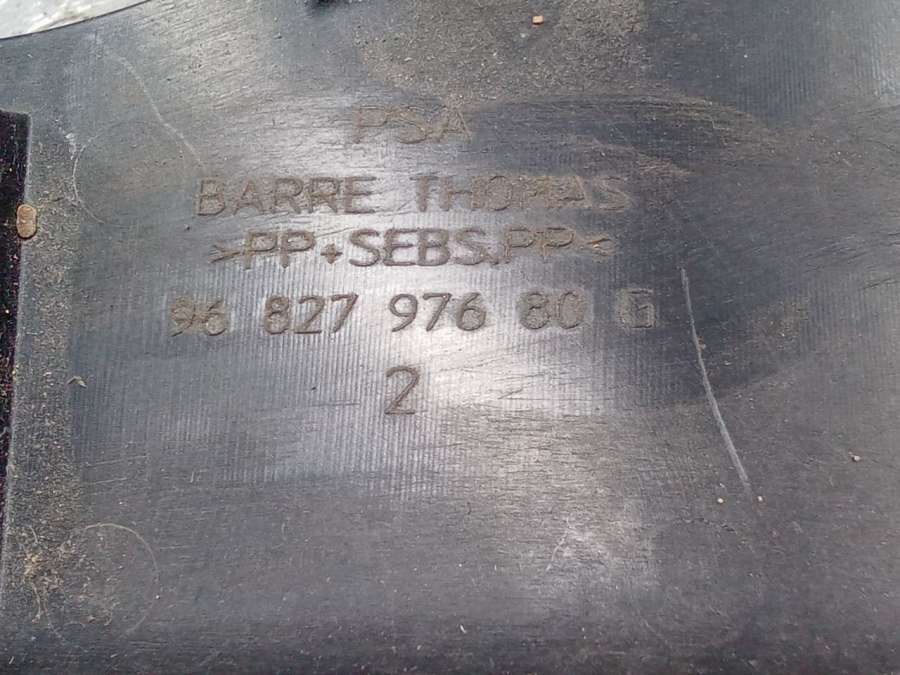 PSA
BARRE THOMAS
>PP+SEBS.PP<
96 827 976 80
2